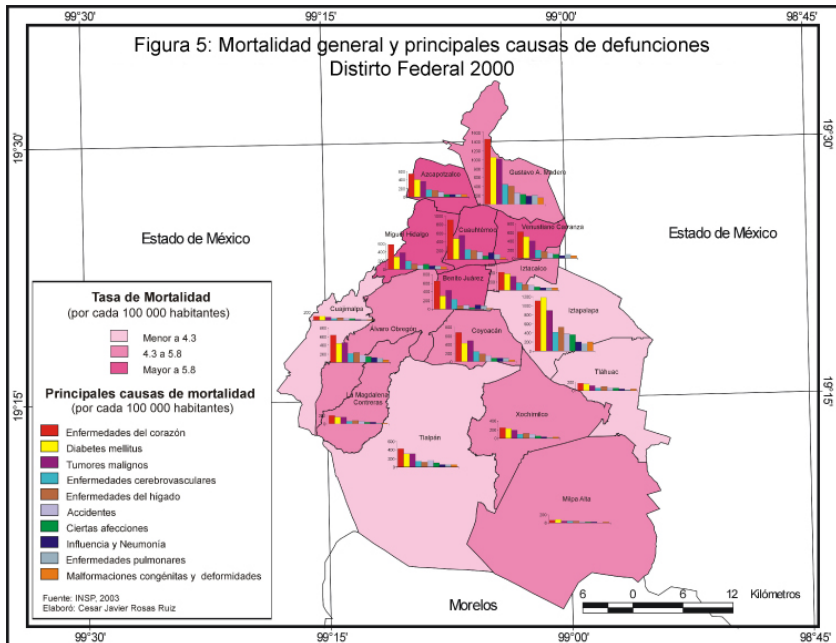 99°30' 99°15' 99°00' 98°45'
Figura 5: Mortalidad general y principales causas de defunciones
Distirto Federal 2000
19°30' 19°30'
Azcapotzalco
Gustavo A. Madero
Estado de México
Miguel Hidalgo
Cuauhtémoc
Venustiano Carranza
Estado de México
Iztacalco
Benito Juárez
Iztapalapa
Cuajimalpa
Alvaro Obregón
Coyoacán
Tláhuac
19°15' 19°15'
La Magdalena
Contreras
Xochimilco
Tlalpán
Milpa Alta
Tasa de Mortalidad
(por cada 100 000 habitantes)
Menor a 4.3
4.3 a 5.8
Mayor a 5.8
Principales causas de mortalidad
(por cada 100 000 habitantes)
Enfermedades del corazón
Diabetes mellitus
Tumores malignos
Enfermedades cerebrovasculares
Enfermedades del hígado
Accidentes
Ciertas afecciones
Influencia y Neumonía
Enfermedades pulmonares
Malformaciones congénitas y deformidades
Fuente: INSP, 2003
Elaboró: Cesar Javier Rosas Ruiz
Morelos
6 0 6 12 Kilómetros
99°30' 99°15' 99°00' 98°45'